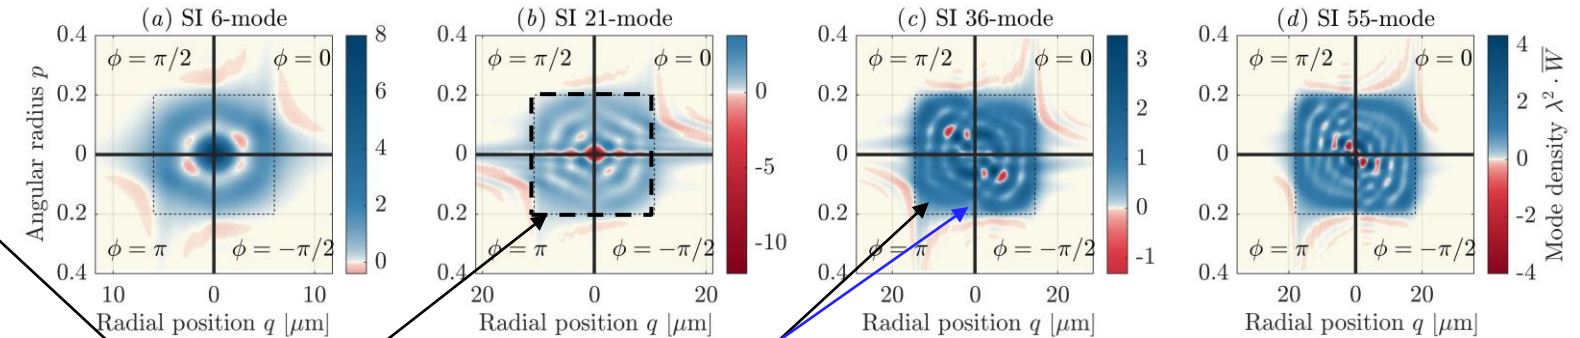 (a) SI 6-mode
(b) SI 21-mode
(c) SI 36-mode
(d) SI 55-mode
Angular radius p
0.4
0.2
0
0.2
0.4
ϕ = π/2
ϕ = 0
ϕ = π
ϕ = −π/2
10
0
10
Radial position q [μm]
8
6
4
2
0
0.4
0.2
0
0.2
0.4
ϕ = π/2
ϕ = 0
ϕ = π
ϕ = −π/2
20
0
20
Radial position q [μm]
0
-5
-10
0.4
0.2
0
0.2
0.4
ϕ = π/2
ϕ = 0
ϕ = π
ϕ = −π/2
20
0
20
Radial position q [μm]
3
2
1
0
-1
0.4
0.2
0
0.2
0.4
ϕ = π/2
ϕ = 0
ϕ = π
ϕ = −π/2
20
0
20
Radial position q [μm]
4
2
0
-2
-4
Mode density λ² · W̅